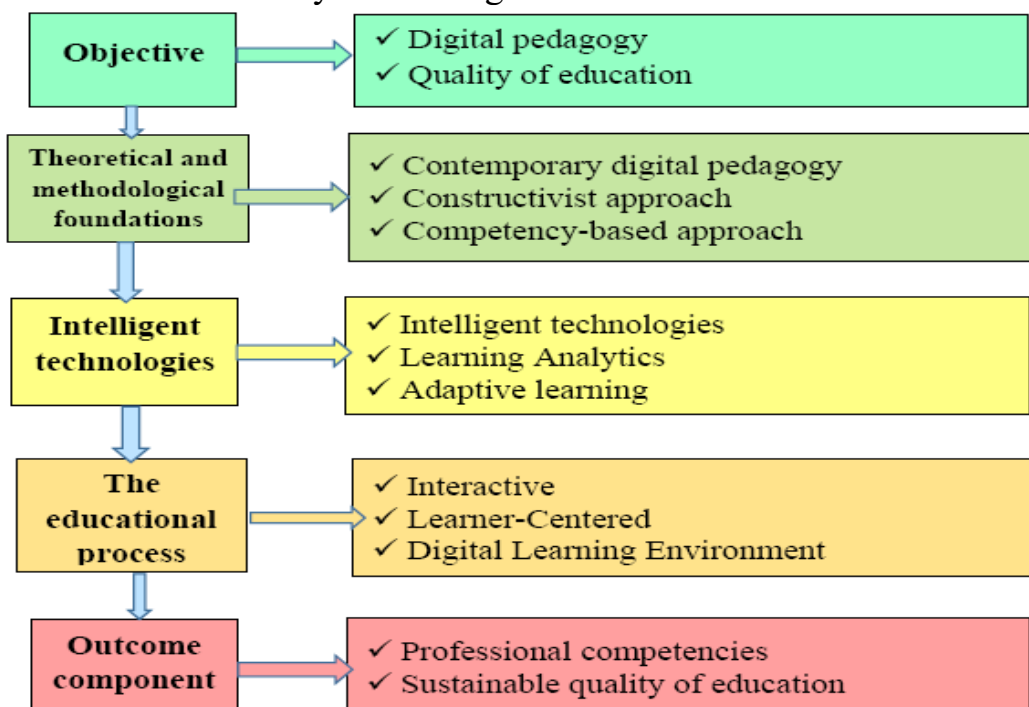 Objective
✓ Digital pedagogy
✓ Quality of education
Theoretical and
methodological
foundations
✓ Contemporary digital pedagogy
✓ Constructivist approach
✓ Competency-based approach
Intelligent
technologies
✓ Intelligent technologies
✓ Learning Analytics
✓ Adaptive learning
The
educational
process
✓ Interactive
✓ Learner-Centered
✓ Digital Learning Environment
Outcome
component
✓ Professional competencies
✓ Sustainable quality of education